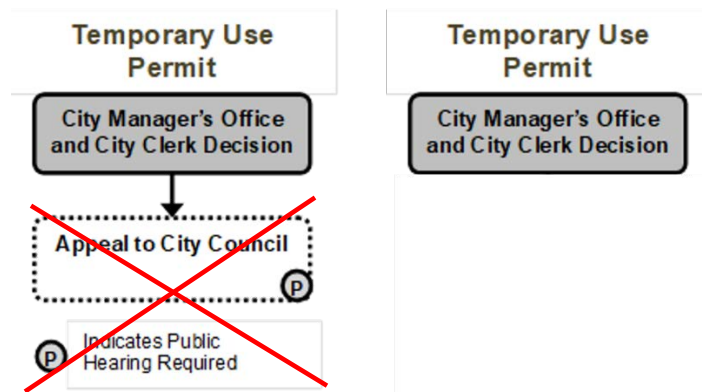 Temporary Use
Permit
City Manager's Office
and City Clerk Decision
Appeal to City Council
P
P
Indicates Public
Hearing Required
Temporary Use
Permit
City Manager's Office
and City Clerk Decision